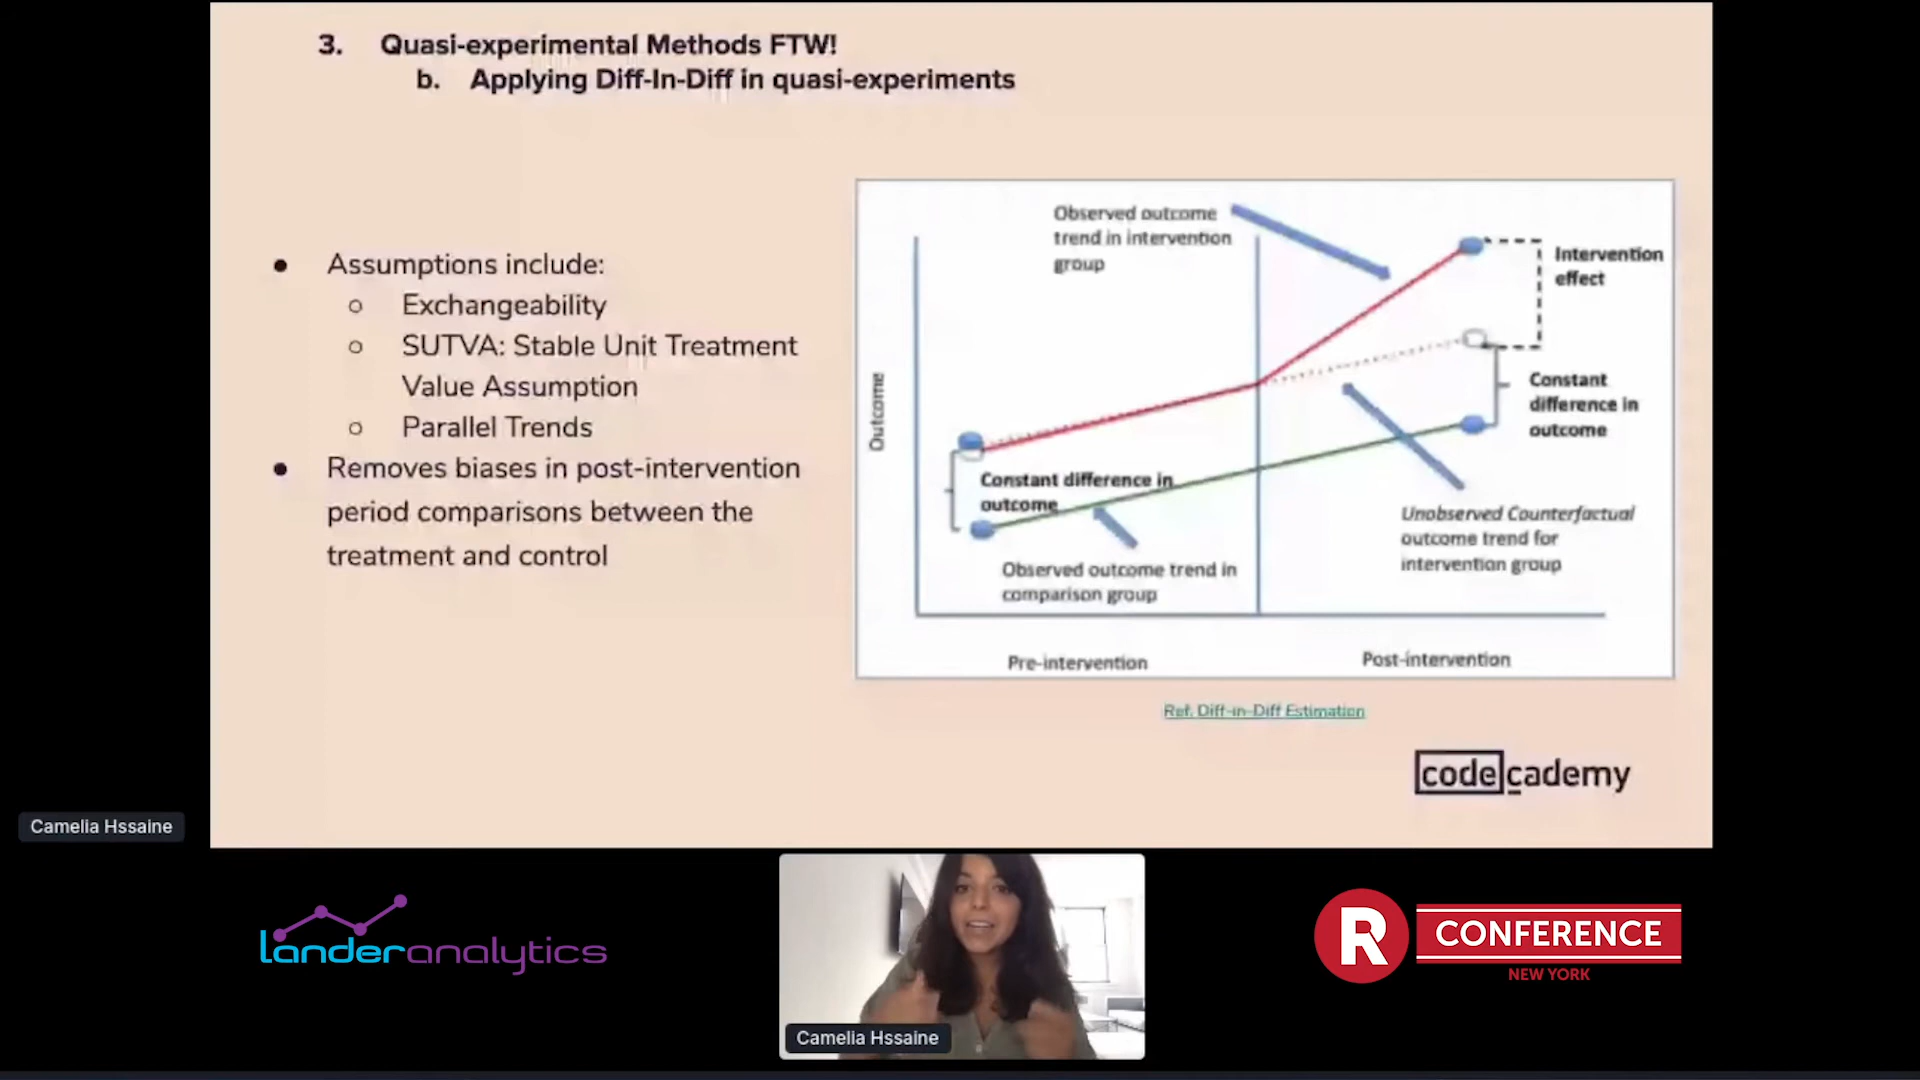 3. Quasi-experimental Methods FTW!
b. Applying Diff-In-Diff in quasi-experiments
● Assumptions include:
○ Exchangeability
○ SUTVA: Stable Unit Treatment
Value Assumption
○ Parallel Trends
● Removes biases in post-intervention
period comparisons between the
treatment and control
Observed outcome
trend in intervention
group
Intervention
effect
Outcome
Constant
difference in
outcome
Constant difference in
outcome
Unobserved Counterfactual
outcome trend for
intervention group
Observed outcome trend in
comparison group
Pre-intervention
Post-intervention
Ref. Diff-in-Diff Estimation
codecademy
Camelia Hssaine
landeranalytics
Camelia Hssaine
R CONFERENCE
NEW YORK